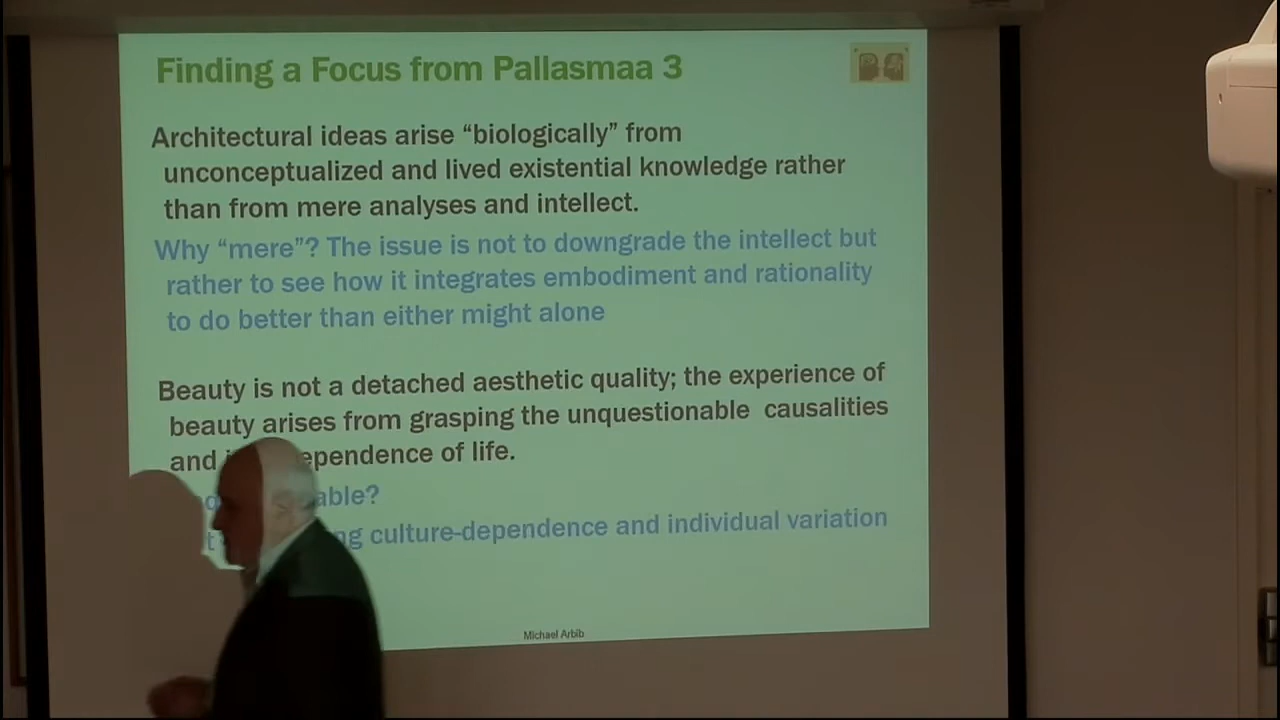 Finding a Focus from Pallasmaa 3
Architectural ideas arise “biologically” from
unconceptualized and lived existential knowledge rather
than from mere analyses and intellect.
Why “mere”? The issue is not to downgrade the intellect but
rather to see how it integrates embodiment and rationality
to do better than either might alone
Beauty is not a detached aesthetic quality; the experience of
beauty arises from grasping the unquestionable causalities
and
of life.
culture-dependence and individual variation
Michael Arbib